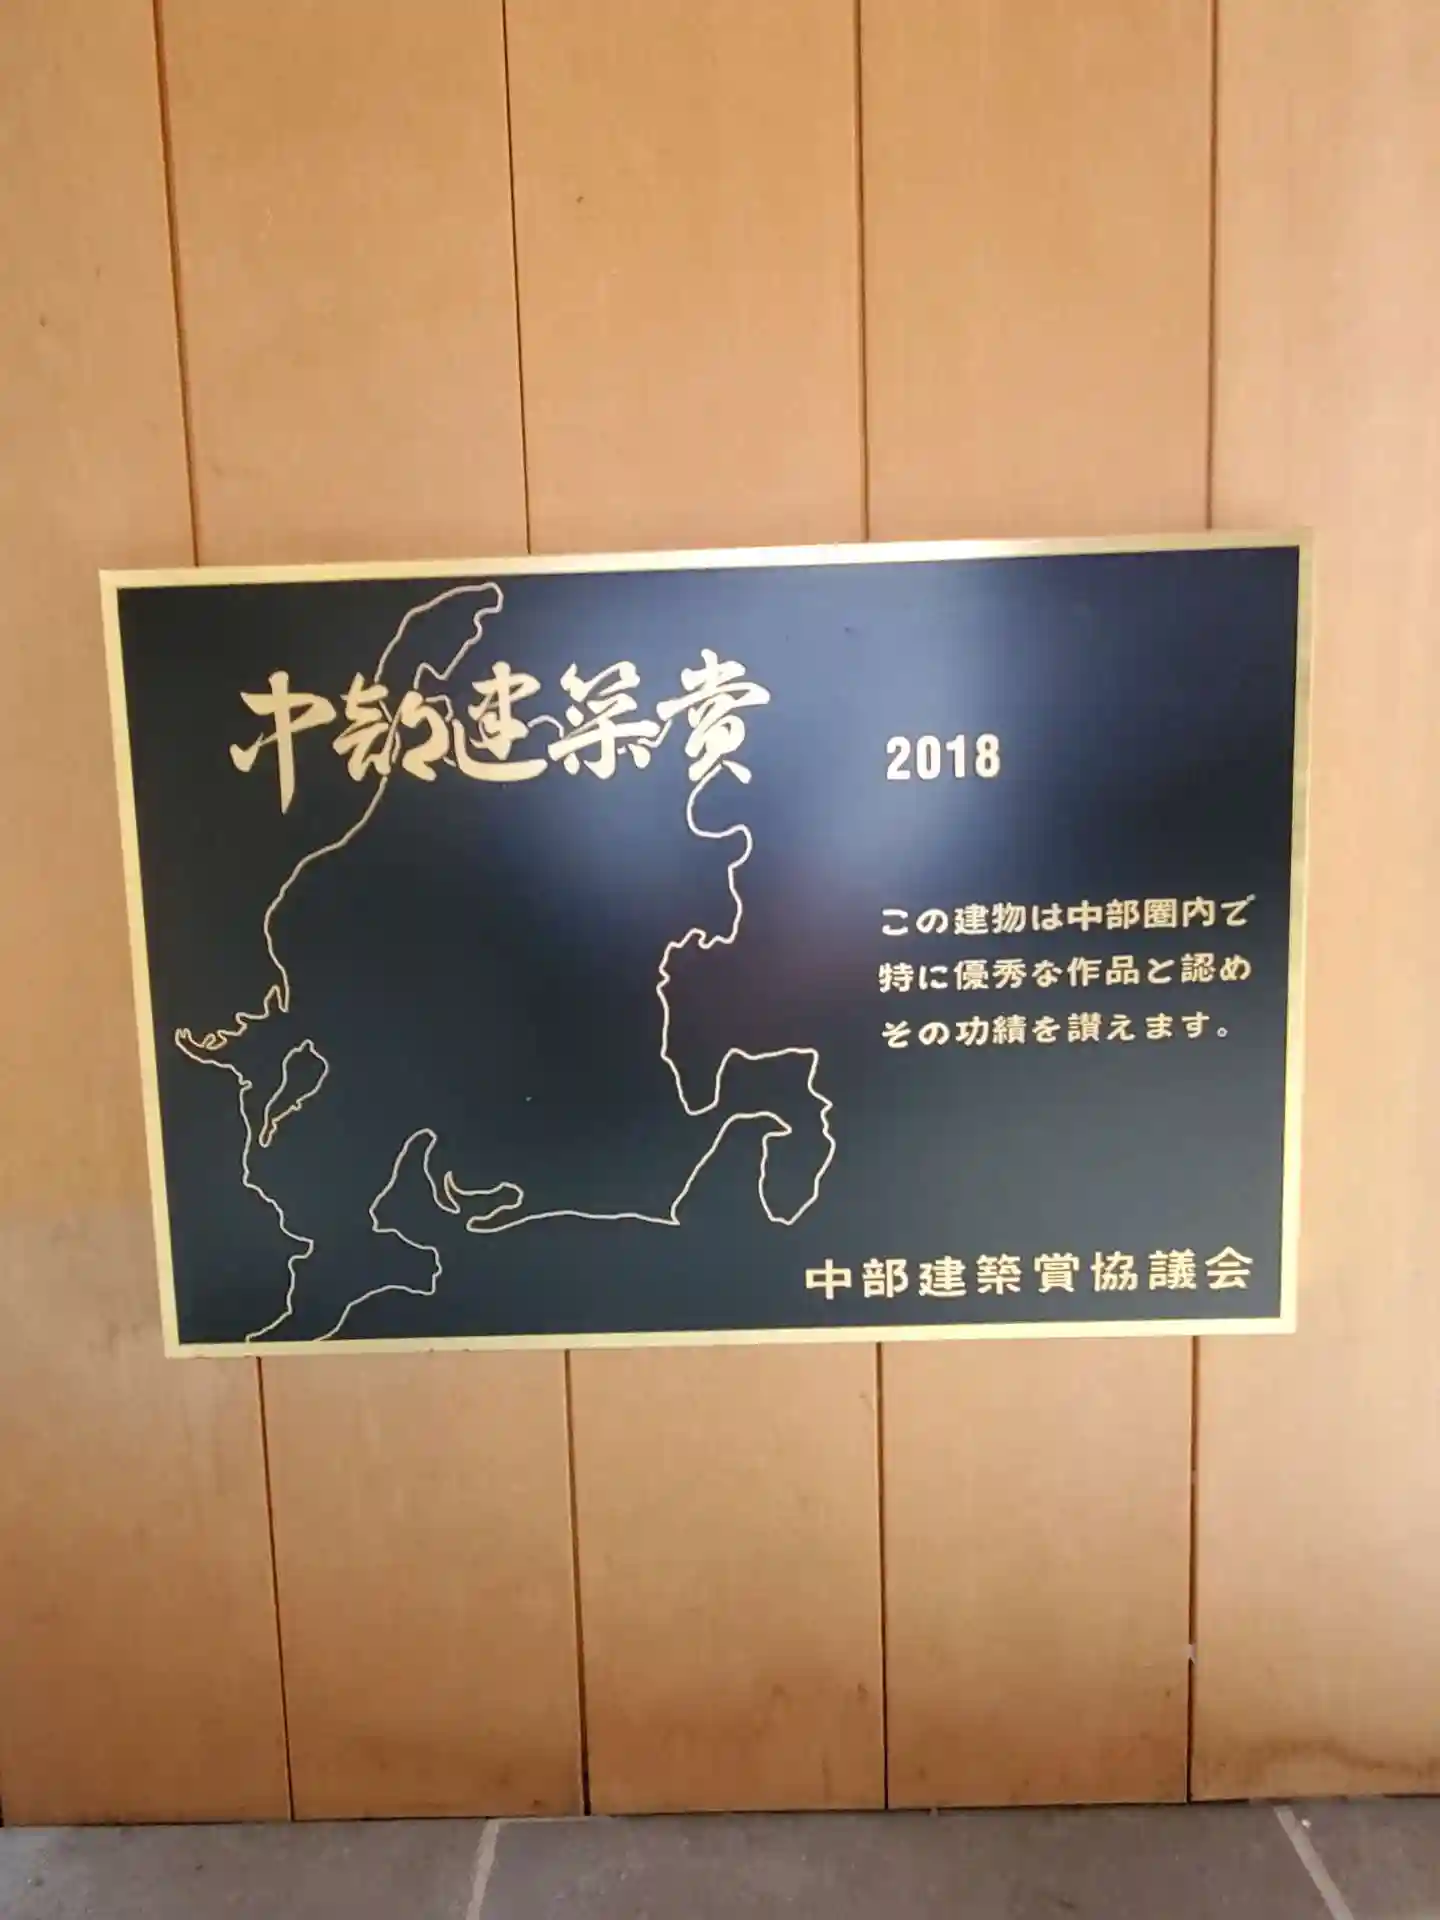 中部建築賞
2018
この建物は中部圏内で
特に優秀な作品と認め
その功績を讃えます。
中部建築賞協議会